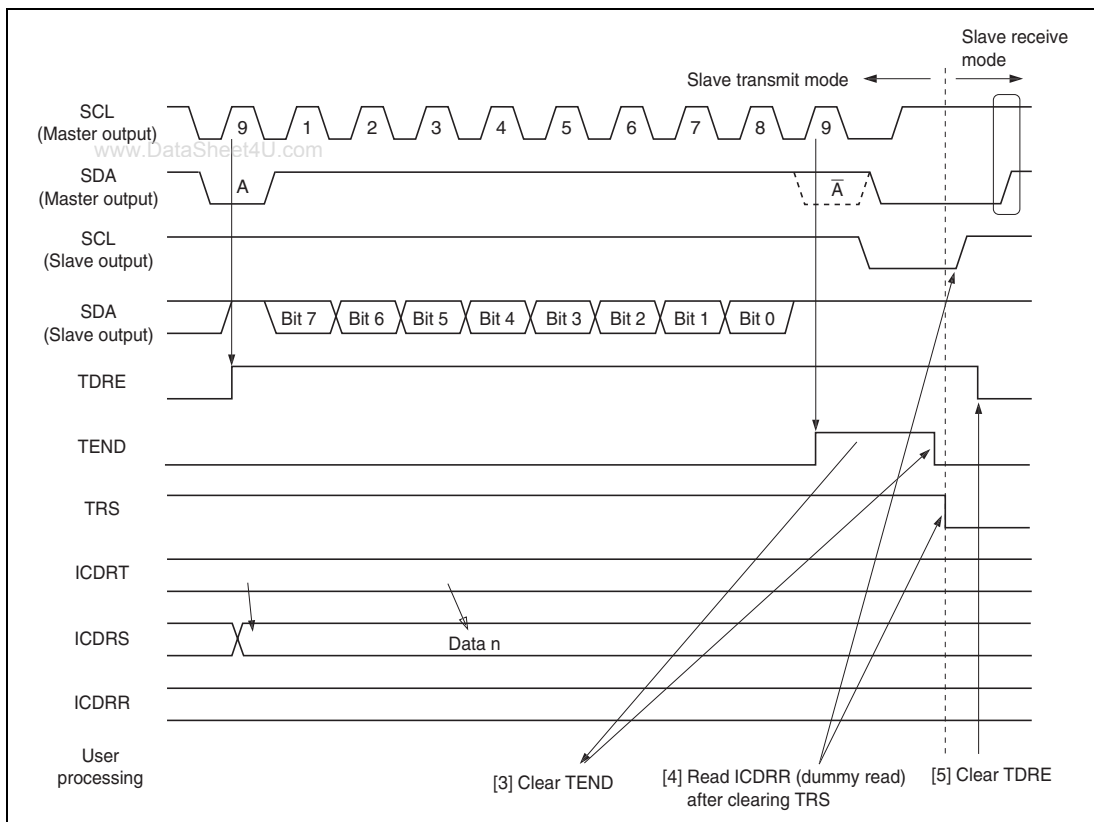 Slave receive
mode
Slave transmit mode
SCL
(Master output)
9 1 2 3 4 5 6 7 8 9
www.DataSheet4U.com
SDA
(Master output)
A A̅
SCL
(Slave output)
SDA
(Slave output)
Bit 7 Bit 6 Bit 5 Bit 4 Bit 3 Bit 2 Bit 1 Bit 0
TDRE
TEND
TRS
ICDRT
ICDRS
Data n
ICDRR
User
processing
[3] Clear TEND
[4] Read ICDRR (dummy read)
after clearing TRS
[5] Clear TDRE